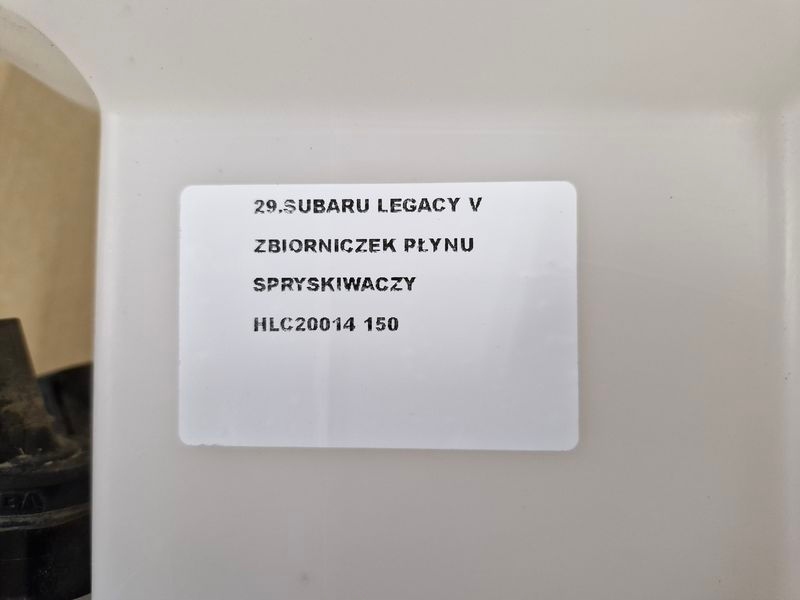 29.SUBARU LEGACY V
ZBIORNICZEK PŁYNU
SPRYSKIWACZY
HLC20014 150